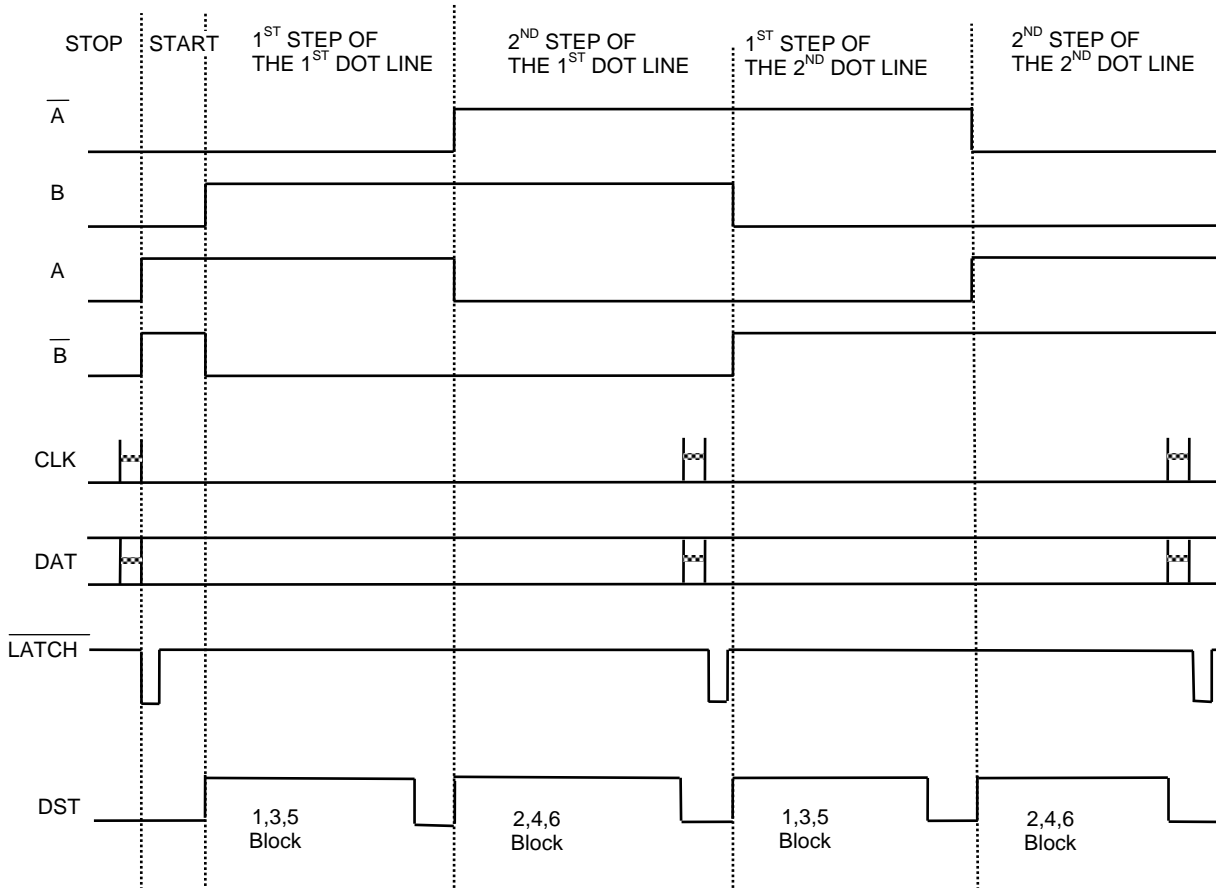 STOP
START
1ST STEP OF
THE 1ST DOT LINE
2ND STEP OF
THE 1ST DOT LINE
1ST STEP OF
THE 2ND DOT LINE
2ND STEP OF
THE 2ND DOT LINE
A̅
B
A
B̅
CLK
DAT
L̅A̅T̅C̅H̅
DST
1,3,5
Block
2,4,6
Block
1,3,5
Block
2,4,6
Block